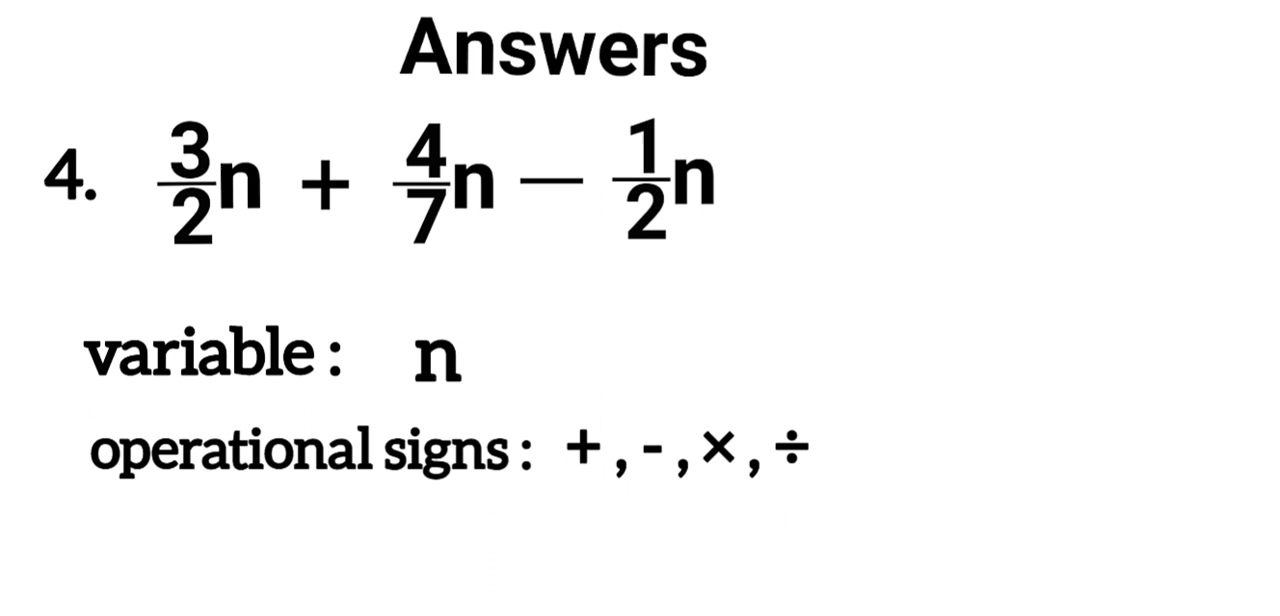 Answers
4. 3/2n + 4/7n − 1/2n
variable : n
operational signs : + , - , × , ÷